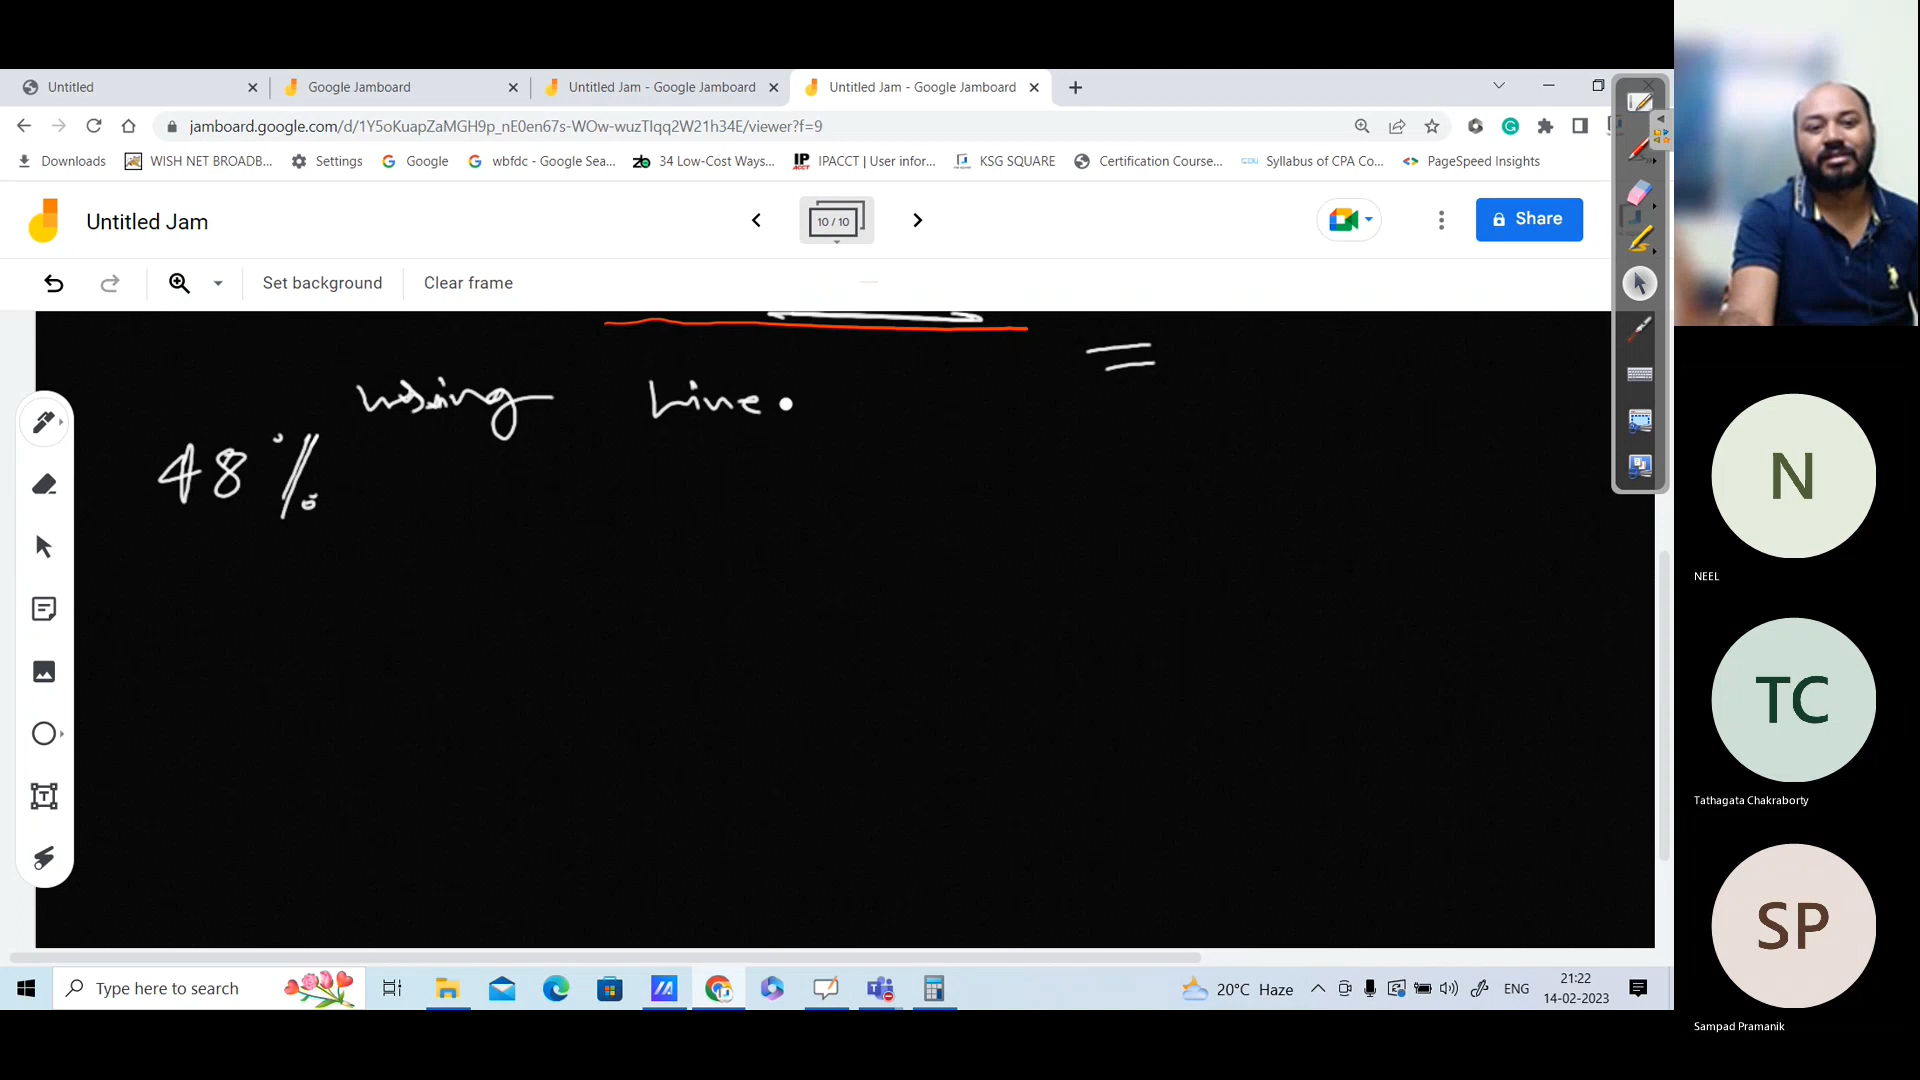 Untitled
Google Jamboard
Untitled Jam - Google Jamboard
Untitled Jam - Google Jamboard
jamboard.google.com/d/1Y5oKuapZaMGH9p_nE0en67s-WOw-wuzTlqq2W21h34E/viewer?f=9
Downloads WISH NET BROADB... Settings Google wbfdc - Google Sea... 34 Low-Cost Ways... IPACCT | User infor... KSG SQUARE Certification Course... Syllabus of CPA Co... PageSpeed Insights
Untitled Jam
10 / 10
Share
Set background
Clear frame
using Line
48 %
N
NEEL
TC
Tathagata Chakraborty
SP
Sampad Pramanik
Type here to search
20°C Haze
ENG
21:22
14-02-2023